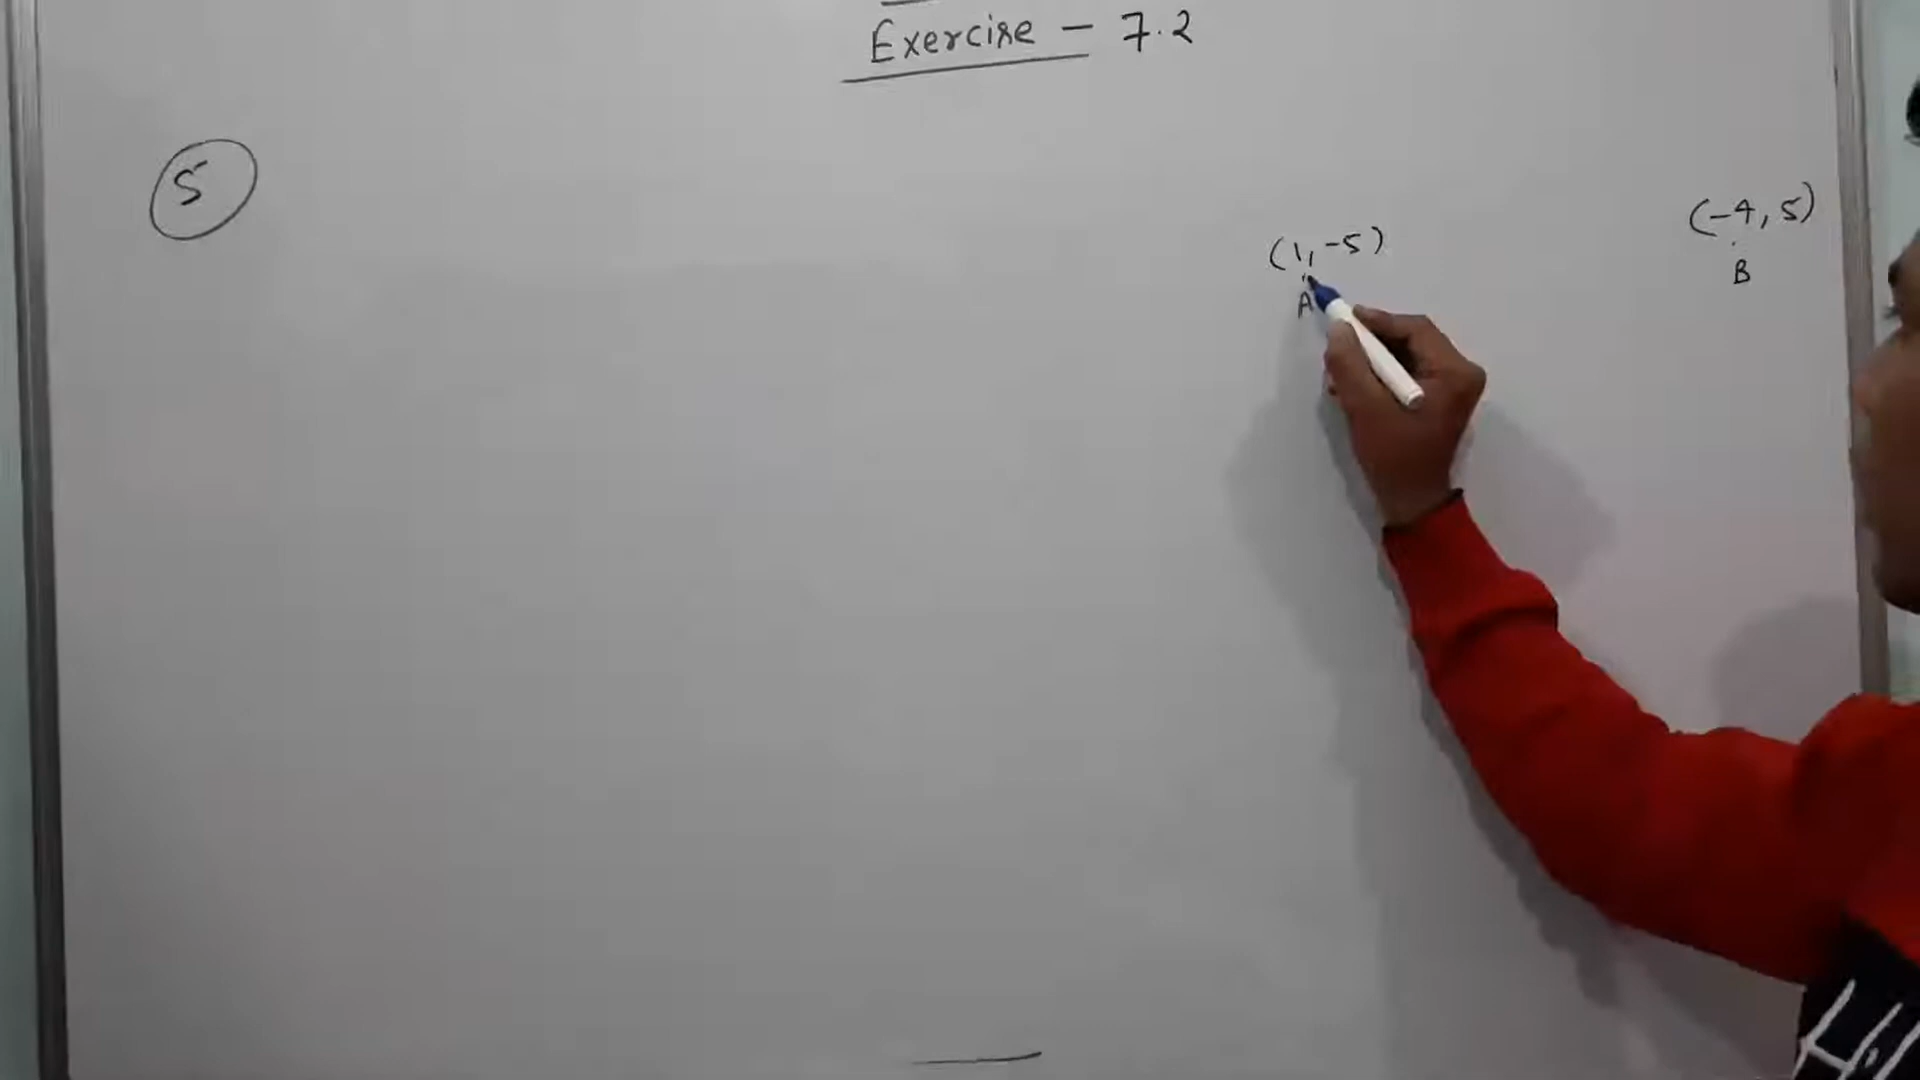 Exercise - 7.2
5
(1, -5)
(-4, 5)
A
B